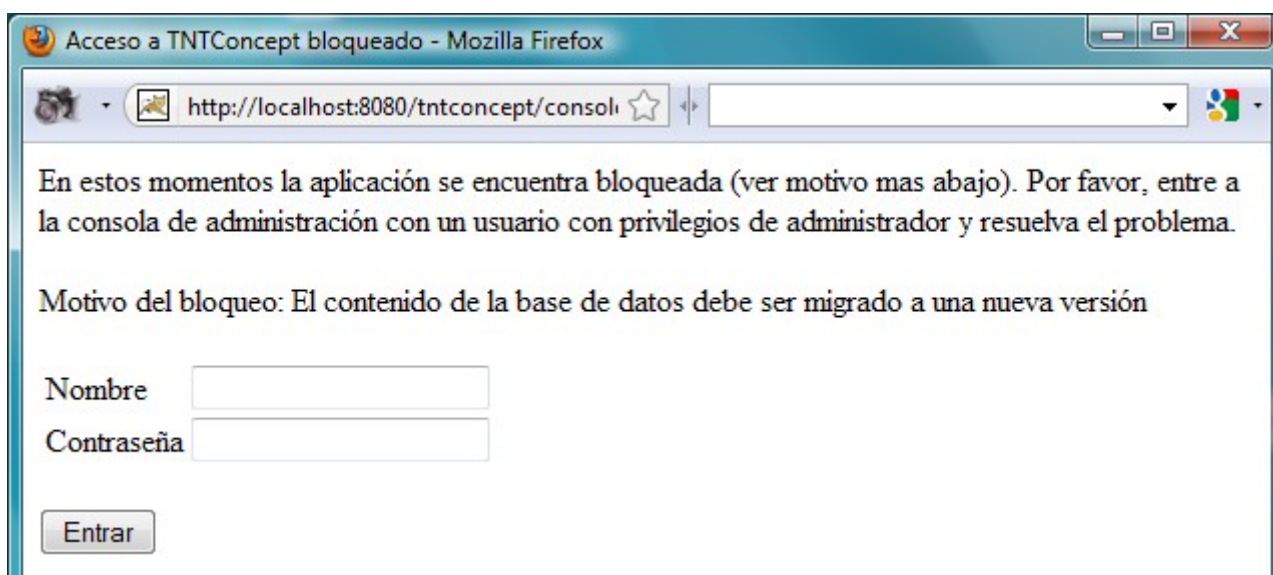 Acceso a TNTConcept bloqueado - Mozilla Firefox
http://localhost:8080/tntconcept/consol
En estos momentos la aplicación se encuentra bloqueada (ver motivo mas abajo). Por favor, entre a
la consola de administración con un usuario con privilegios de administrador y resuelva el problema.
Motivo del bloqueo: El contenido de la base de datos debe ser migrado a una nueva versión
Nombre
Contraseña
Entrar